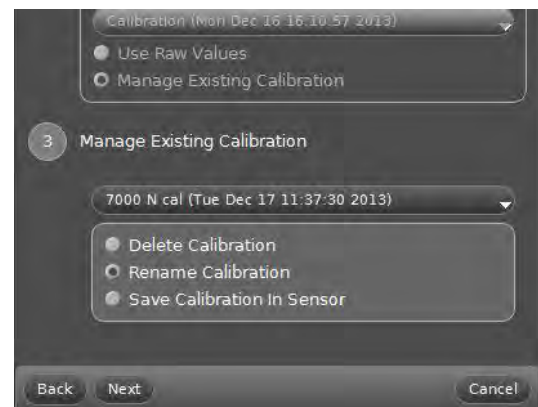 Calibration (Mon Dec 16 16:10:57 2013)
Use Raw Values
Manage Existing Calibration
3 Manage Existing Calibration
7000 N cal (Tue Dec 17 11:37:30 2013)
Delete Calibration
Rename Calibration
Save Calibration In Sensor
Back Next Cancel